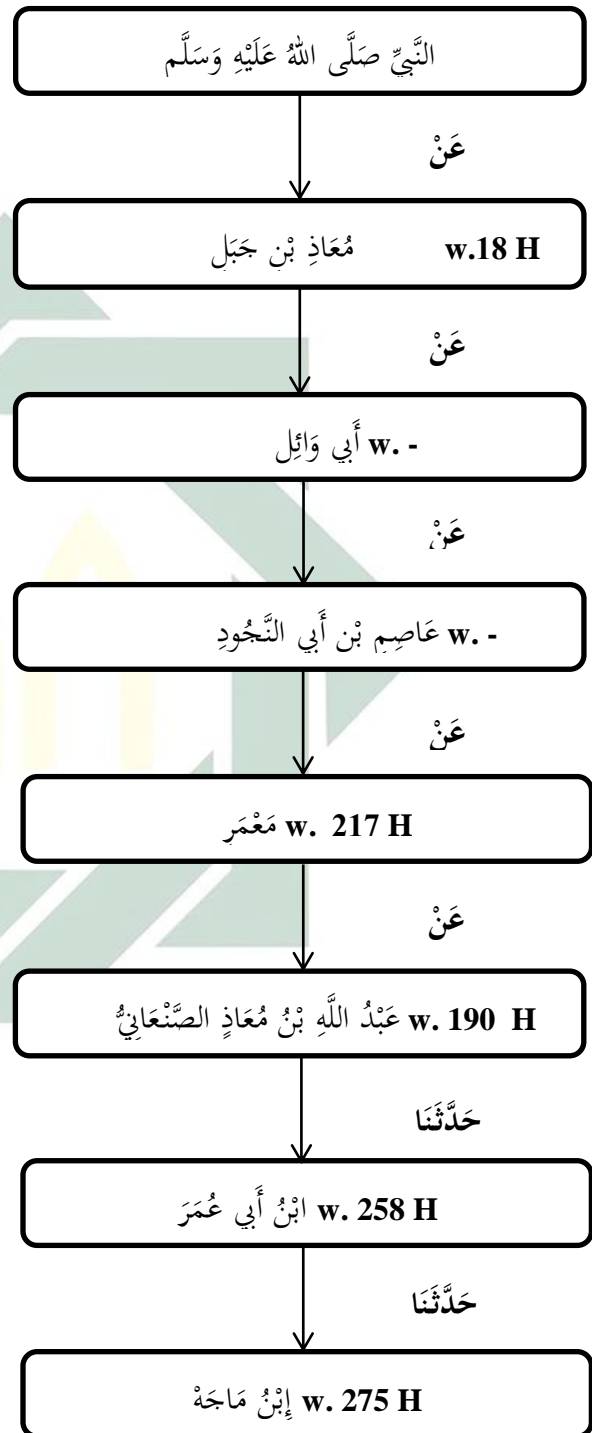 النَّبِيِّ صَلَّى اللهُ عَلَيْهِ وَسَلَّم
عَنْ
مُعَاذِ بْنِ جَبَلٍ w.18 H
عَنْ
w. - أَبِي وَائِلٍ
عَنْ
w. - عَاصِمِ بْنِ أَبِي النَّجُودِ
عَنْ
w. 217 H مَعْمَرٍ
عَنْ
w. 190 H عَبْدُ اللَّهِ بْنُ مُعَاذٍ الصَّنْعَانِيُّ
حَدَّثَنَا
w. 258 H ابْنُ أَبِي عُمَرَ
حَدَّثَنَا
w. 275 H إِبْنُ مَاجَهْ